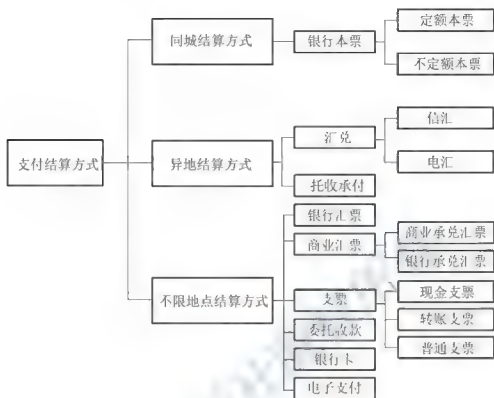 支付结算方式
同城结算方式
银行本票
定额本票
不定额本票
异地结算方式
汇兑
信汇
电汇
托收承付
不限地点结算方式
银行汇票
商业汇票
商业承兑汇票
银行承兑汇票
支票
现金支票
转账支票
普通支票
委托收款
银行卡
电子支付